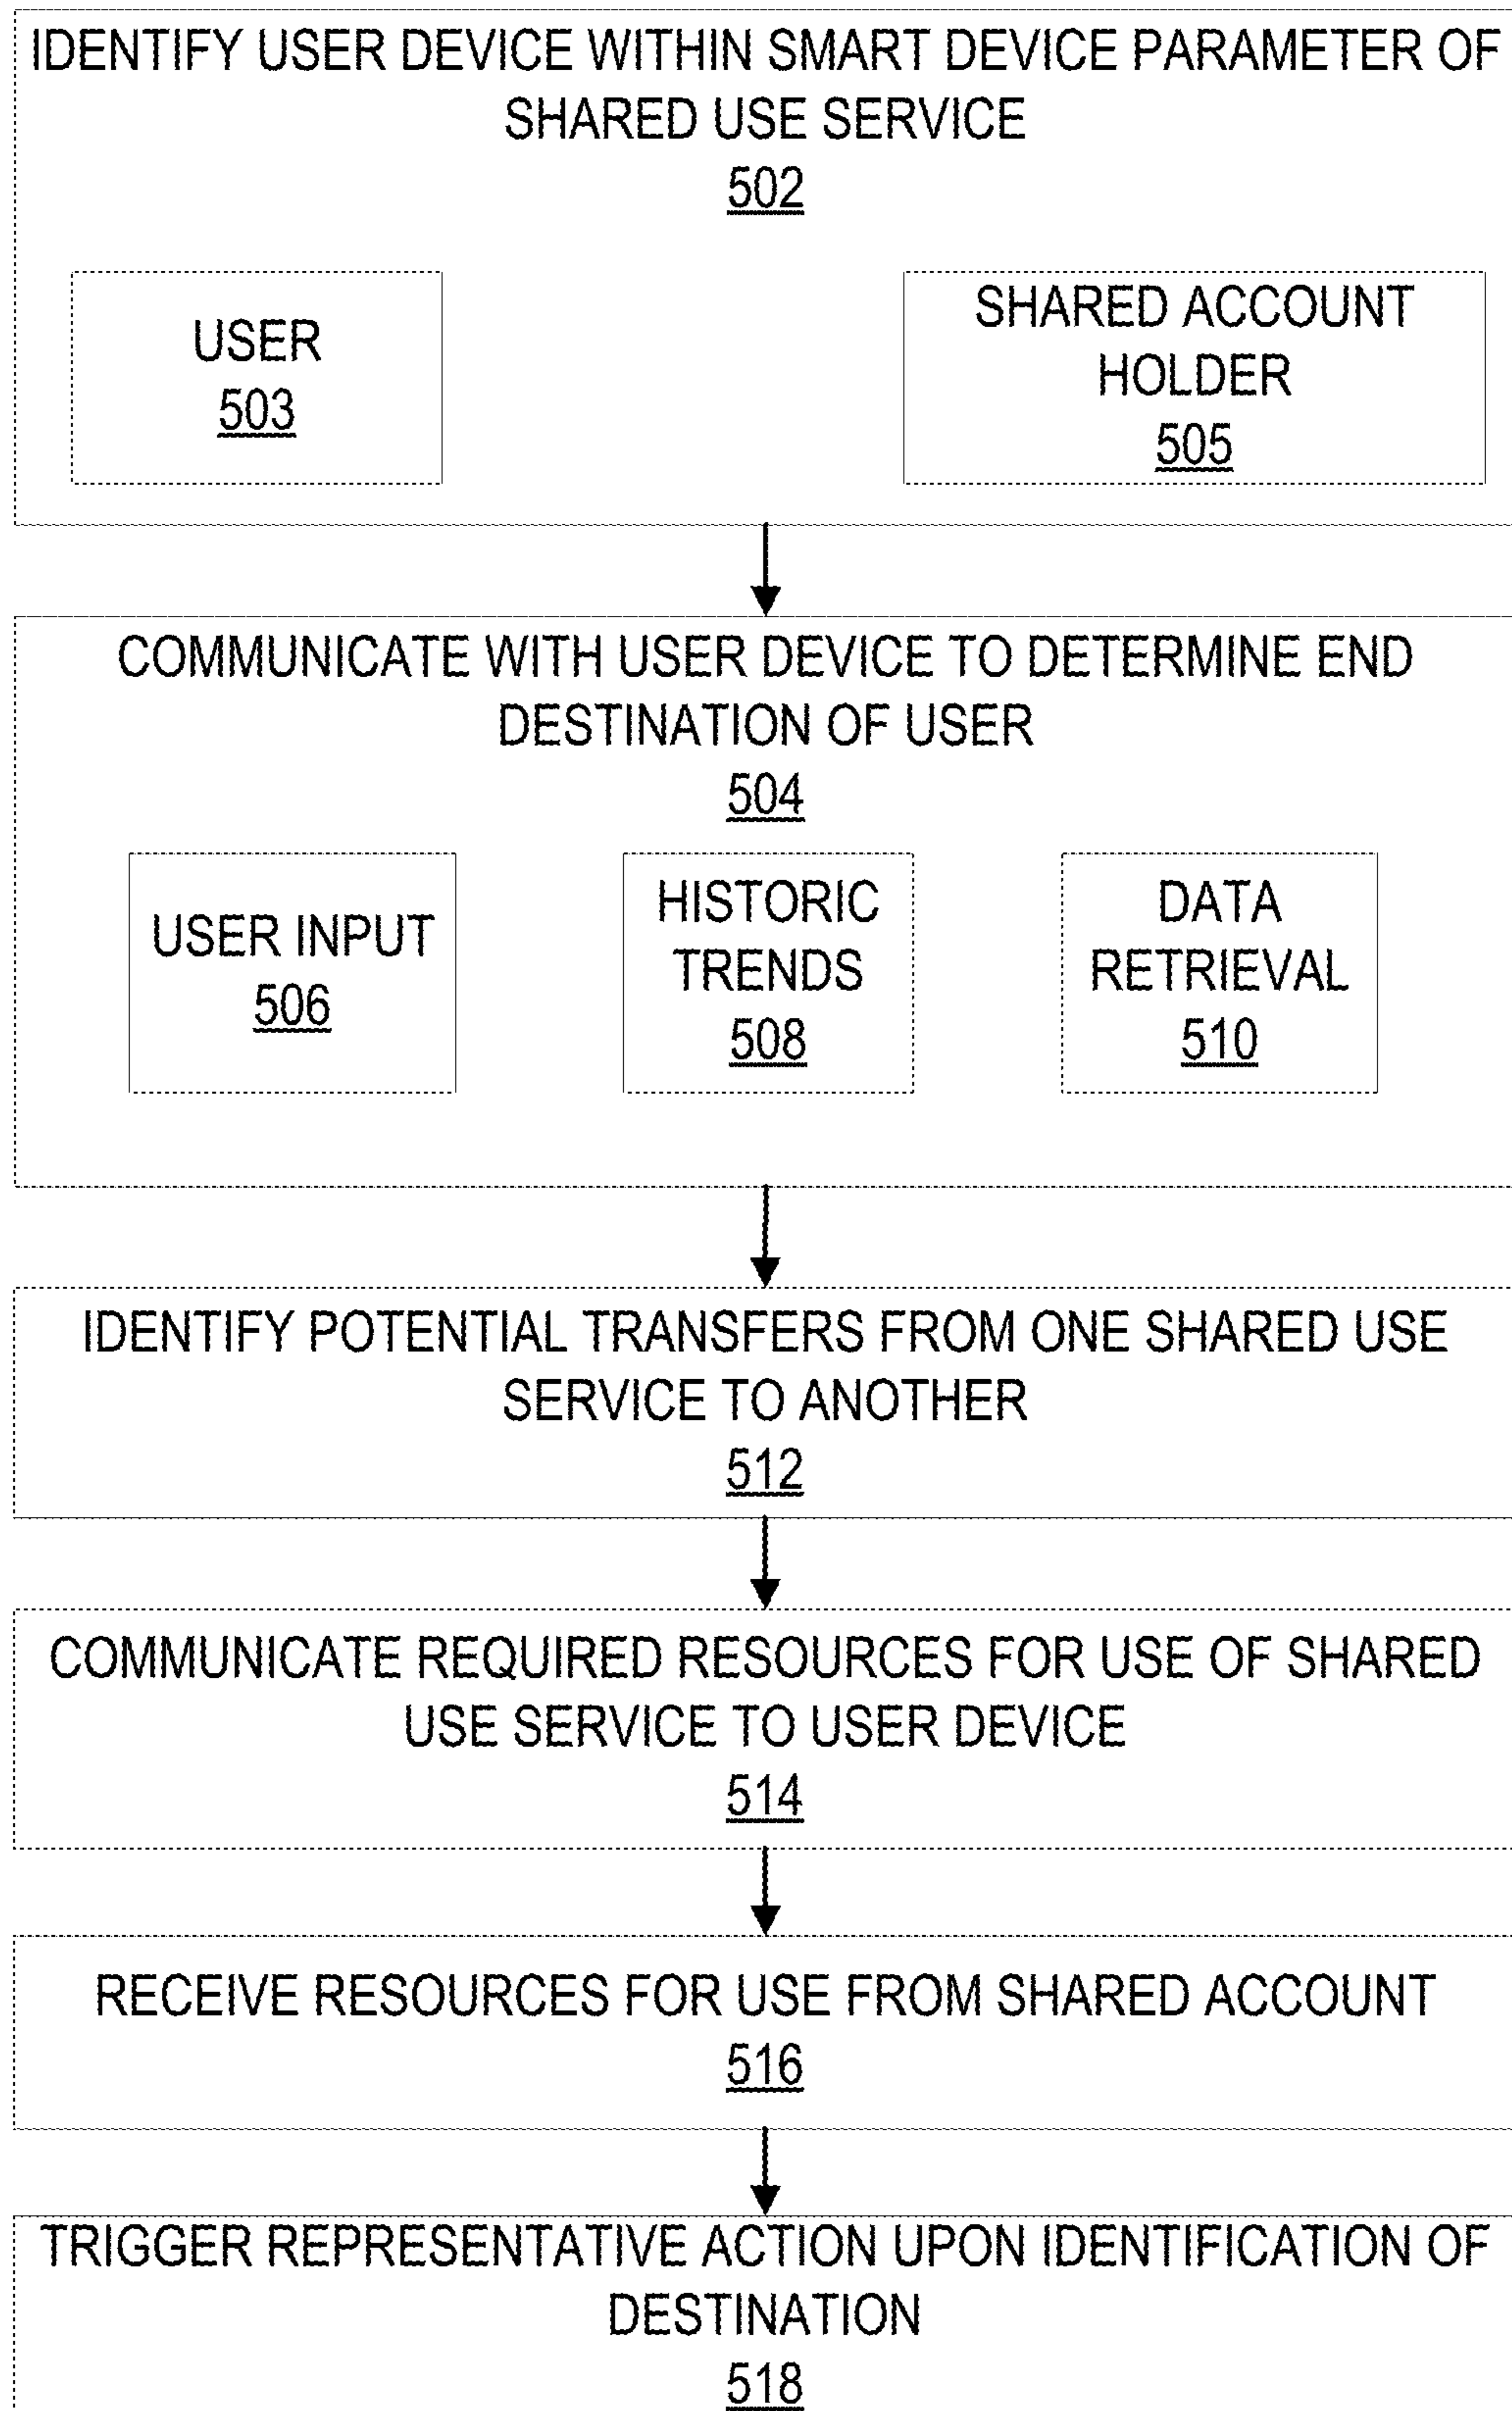 IDENTIFY USER DEVICE WITHIN SMART DEVICE PARAMETER OF
SHARED USE SERVICE
502
USER
503
SHARED ACCOUNT
HOLDER
505
COMMUNICATE WITH USER DEVICE TO DETERMINE END
DESTINATION OF USER
504
USER INPUT
506
HISTORIC
TRENDS
508
DATA
RETRIEVAL
510
IDENTIFY POTENTIAL TRANSFERS FROM ONE SHARED USE
SERVICE TO ANOTHER
512
COMMUNICATE REQUIRED RESOURCES FOR USE OF SHARED
USE SERVICE TO USER DEVICE
514
RECEIVE RESOURCES FOR USE FROM SHARED ACCOUNT
516
TRIGGER REPRESENTATIVE ACTION UPON IDENTIFICATION OF
DESTINATION
518